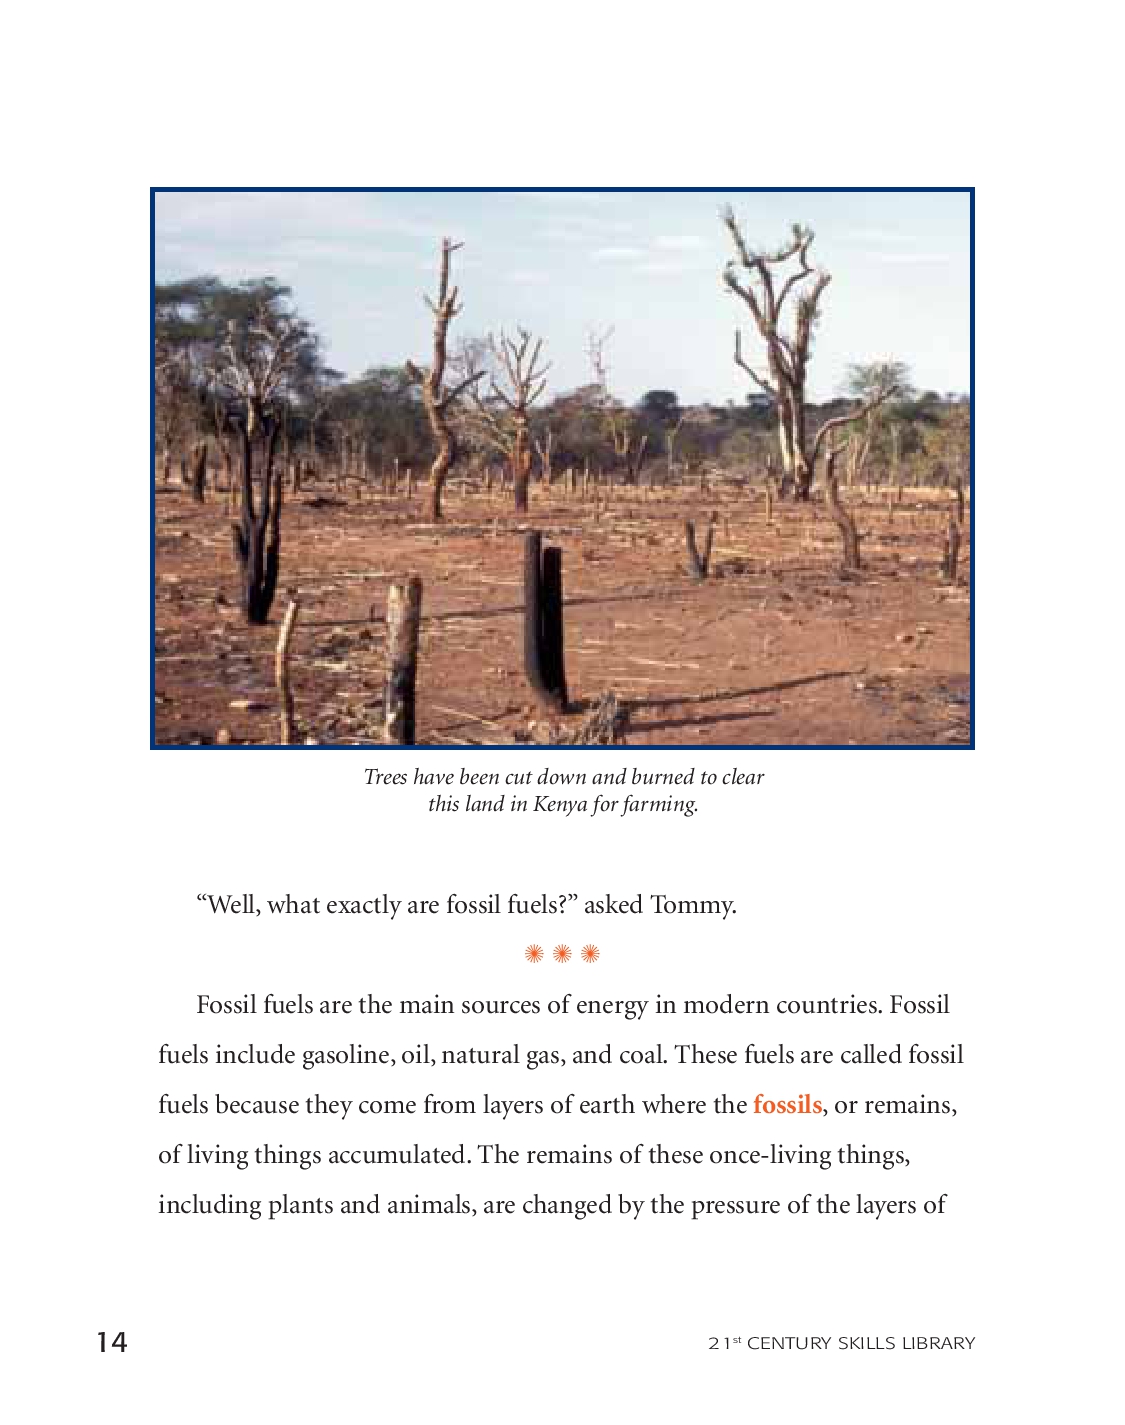 Trees have been cut down and burned to clear
this land in Kenya for farming.
“Well, what exactly are fossil fuels?” asked Tommy.
Fossil fuels are the main sources of energy in modern countries. Fossil
fuels include gasoline, oil, natural gas, and coal. These fuels are called fossil
fuels because they come from layers of earth where the fossils, or remains,
of living things accumulated. The remains of these once-living things,
including plants and animals, are changed by the pressure of the layers of
14
21st CENTURY SKILLS LIBRARY